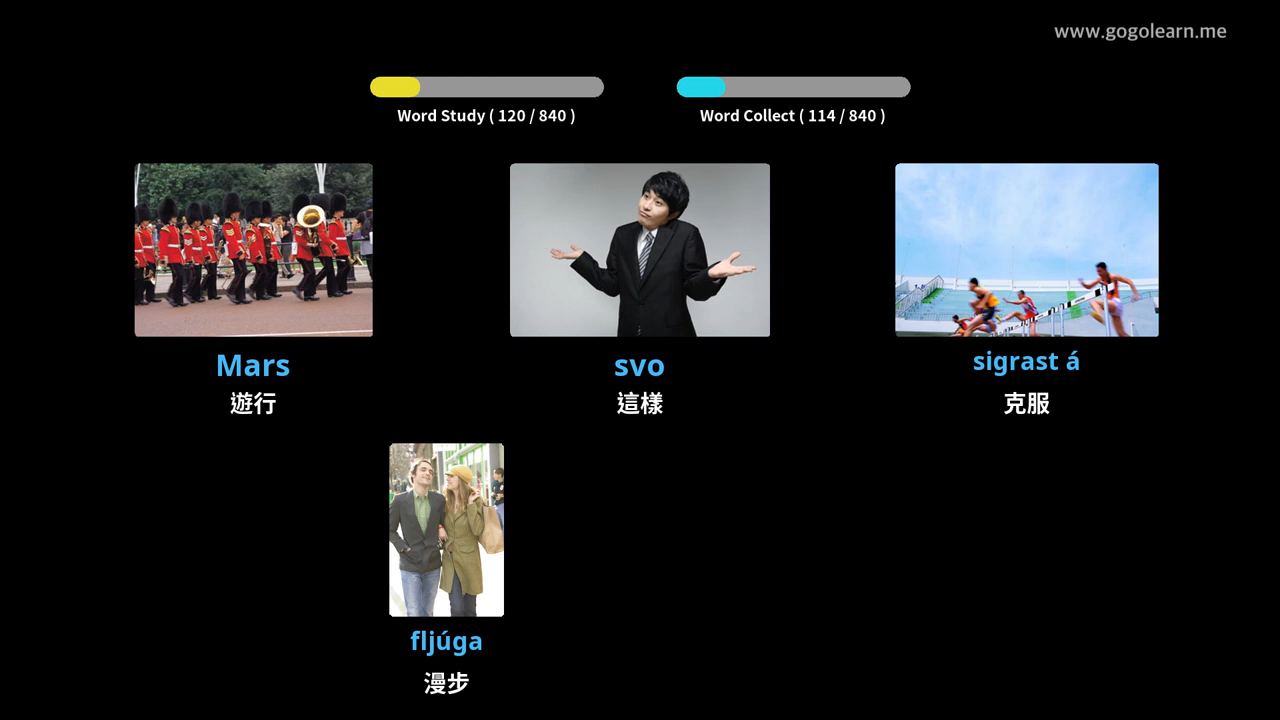 www.gogolearn.me
Word Study ( 120 / 840 )
Word Collect ( 114 / 840 )
Mars
遊行
svo
這樣
sigrast á
克服
fljúga
漫步